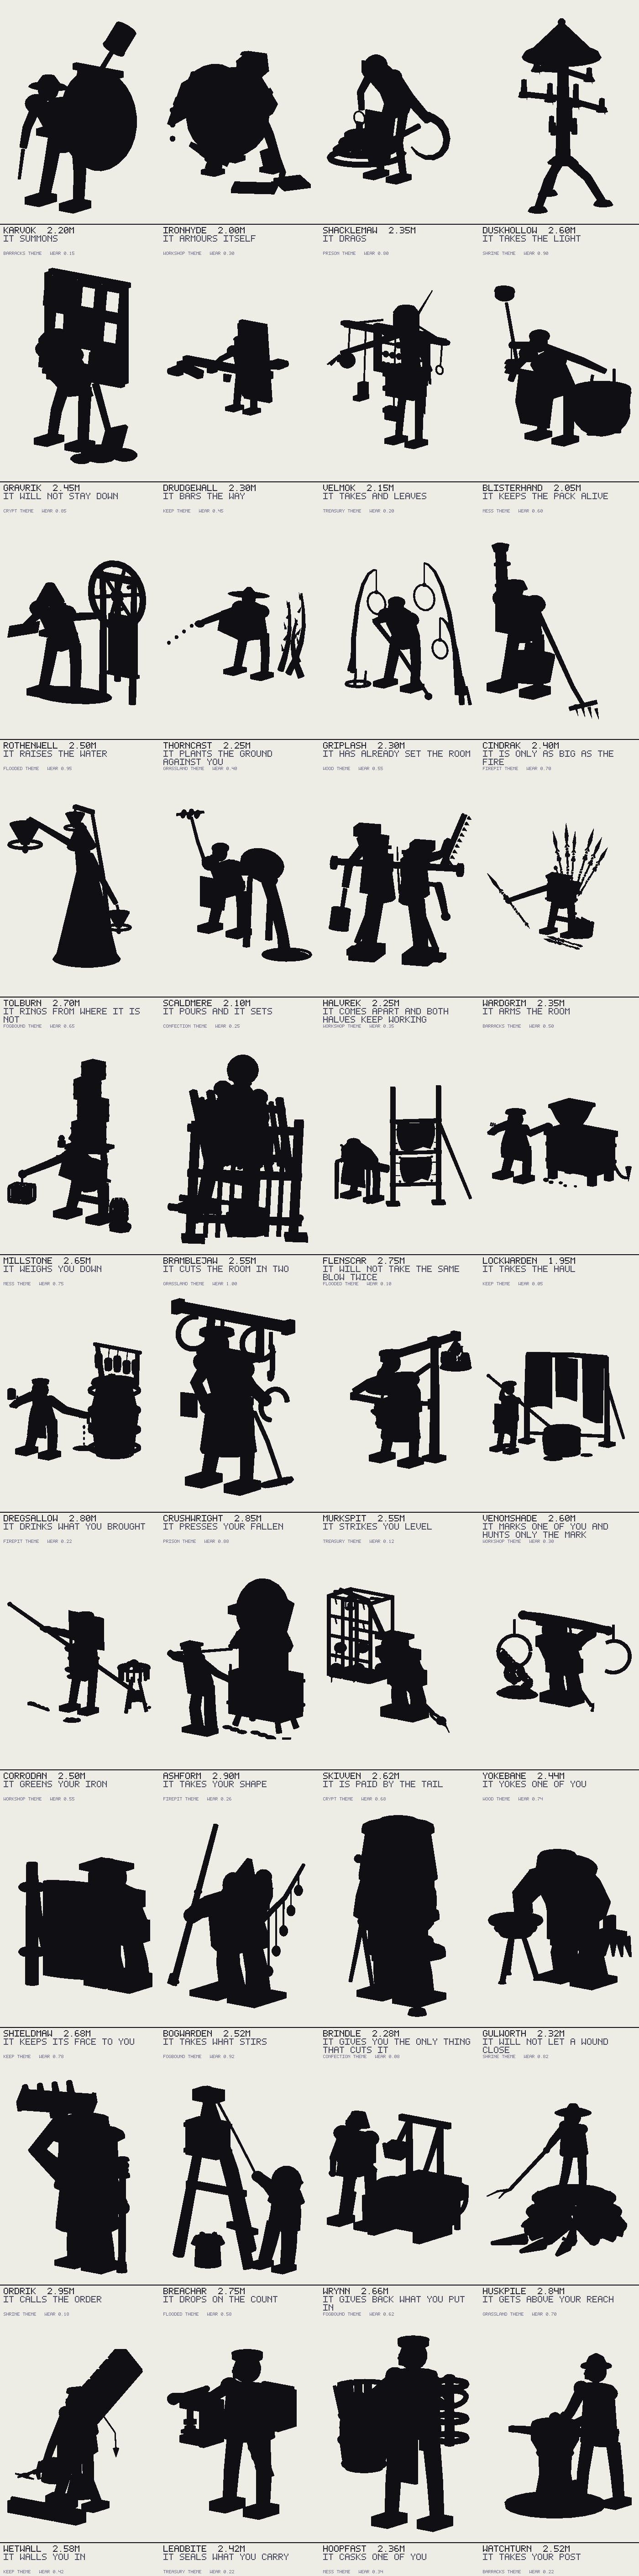 KARVOK 2.20M
IT SUMMONS
BARRACKS THEME WEAR 0.15
IRONHYDE 2.00M
IT ARMOURS ITSELF
WORKSHOP THEME WEAR 0.30
SHACKLEMAW 2.35M
IT DRAGS
PRISON THEME WEAR 0.80
DUSKHOLLOW 2.60M
IT TAKES THE LIGHT
SHRINE THEME WEAR 0.90
GRAVRIK 2.45M
IT WILL NOT STAY DOWN
CRYPT THEME WEAR 0.85
DRUDGEWALL 2.30M
IT BARS THE WAY
KEEP THEME WEAR 0.45
VELMOK 2.15M
IT TAKES AND LEAVES
TREASURY THEME WEAR 0.20
BLISTERHAND 2.05M
IT KEEPS THE PACK ALIVE
MESS THEME WEAR 0.60
ROTHENWELL 2.50M
IT RAISES THE WATER
FLOODED THEME WEAR 0.95
THORNCAST 2.25M
IT PLANTS THE GROUND
AGAINST YOU
GRASSLAND THEME WEAR 0.40
GRIPLASH 2.30M
IT HAS ALREADY SET THE ROOM
WOOD THEME WEAR 0.55
CINDRAK 2.40M
IT IS ONLY AS BIG AS THE
FIRE
FIREPIT THEME WEAR 0.70
TOLBURN 2.70M
IT RINGS FROM WHERE IT IS
NOT
FOGBOUND THEME WEAR 0.65
SCALDMERE 2.10M
IT POURS AND IT SETS
CONFECTION THEME WEAR 0.25
HALVREK 2.25M
IT COMES APART AND BOTH
HALVES KEEP WORKING
WORKSHOP THEME WEAR 0.35
WARDGRIM 2.35M
IT ARMS THE ROOM
BARRACKS THEME WEAR 0.50
MILLSTONE 2.65M
IT WEIGHS YOU DOWN
MESS THEME WEAR 0.75
BRAMBLEJAW 2.55M
IT CUTS THE ROOM IN TWO
GRASSLAND THEME WEAR 1.00
FLENSCAR 2.75M
IT WILL NOT TAKE THE SAME
BLOW TWICE
FLOODED THEME WEAR 0.10
LOCKWARDEN 1.95M
IT TAKES THE HAUL
KEEP THEME WEAR 0.05
DREGSALLOW 2.80M
IT DRINKS WHAT YOU BROUGHT
FIREPIT THEME WEAR 0.22
CRUSHWRIGHT 2.85M
IT PRESSES YOUR FALLEN
PRISON THEME WEAR 0.88
MURKSPIT 2.55M
IT STRIKES YOU LEVEL
TREASURY THEME WEAR 0.12
VENOMSHADE 2.60M
IT MARKS ONE OF YOU AND
HUNTS ONLY THE MARK
WORKSHOP THEME WEAR 0.30
CORRODAN 2.50M
IT GREENS YOUR IRON
WORKSHOP THEME WEAR 0.55
ASHFORM 2.90M
IT TAKES YOUR SHAPE
FIREPIT THEME WEAR 0.26
SKIVVEN 2.62M
IT IS PAID BY THE TAIL
CRYPT THEME WEAR 0.66
YOKEBANE 2.44M
IT YOKES ONE OF YOU
WOOD THEME WEAR 0.74
SHIELDMAW 2.68M
IT KEEPS ITS FACE TO YOU
KEEP THEME WEAR 0.78
BOGWARDEN 2.52M
IT TAKES WHAT STIRS
FOGBOUND THEME WEAR 0.92
BRINDLE 2.28M
IT GIVES YOU THE ONLY THING
THAT CUTS IT
CONFECTION THEME WEAR 0.08
GULWORTH 2.32M
IT WILL NOT LET A WOUND
CLOSE
SHRINE THEME WEAR 0.82
ORDRIK 2.95M
IT CALLS THE ORDER
SHRINE THEME WEAR 0.18
BREACHAR 2.75M
IT DROPS ON THE COUNT
FLOODED THEME WEAR 0.58
WRYNN 2.66M
IT GIVES BACK WHAT YOU PUT
IN
FOGBOUND THEME WEAR 0.62
HUSKPILE 2.84M
IT GETS ABOVE YOUR REACH
GRASSLAND THEME WEAR 0.70
WETWALL 2.58M
IT WALLS YOU IN
KEEP THEME WEAR 0.42
LEADBITE 2.42M
IT SEALS WHAT YOU CARRY
TREASURY THEME WEAR 0.22
HOOPFAST 2.36M
IT CASKS ONE OF YOU
MESS THEME WEAR 0.34
WATCHTURN 2.52M
IT TAKES YOUR POST
BARRACKS THEME WEAR 0.22